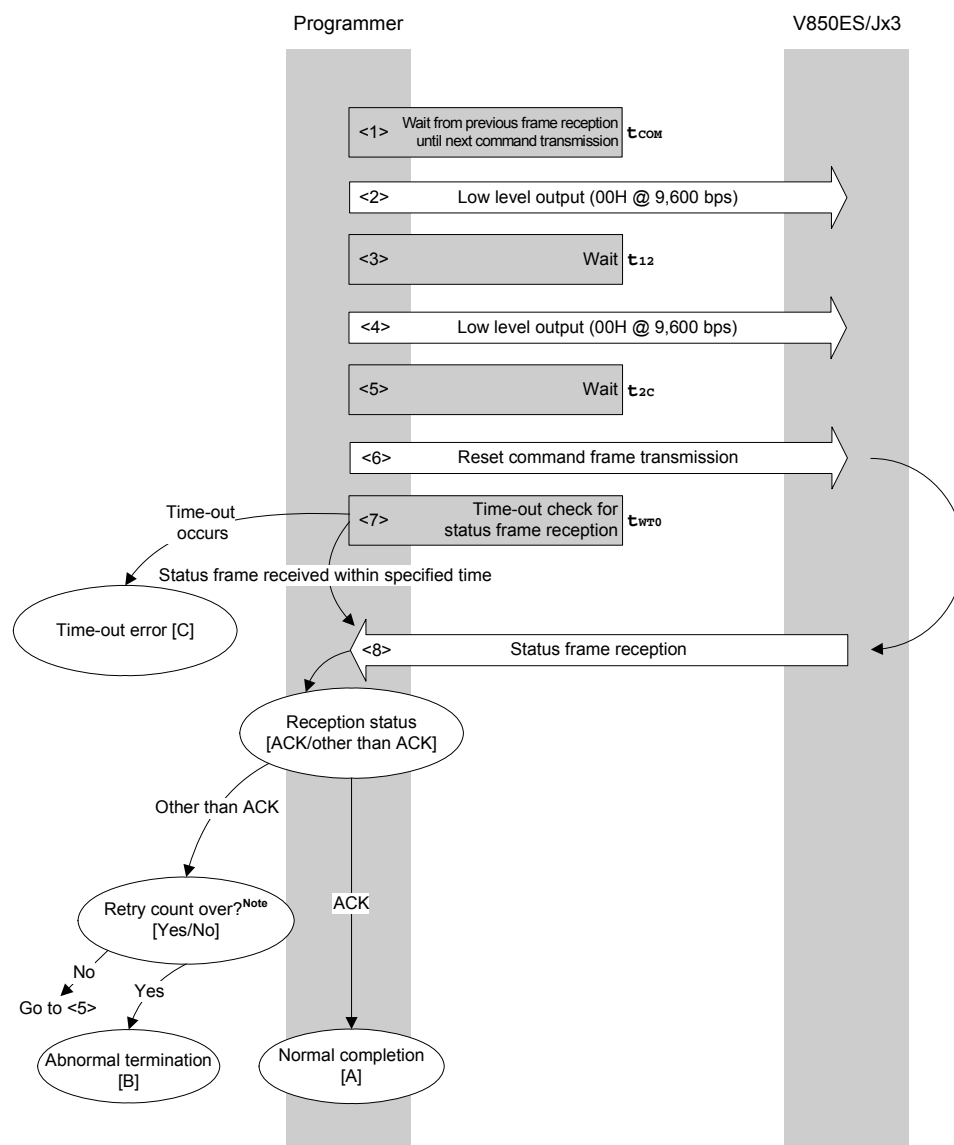 Programmer
V850ES/Jx3
<1> Wait from previous frame reception
until next command transmission
tCOM
<2> Low level output (00H @ 9,600 bps)
<3> Wait
t12
<4> Low level output (00H @ 9,600 bps)
<5> Wait
t2C
<6> Reset command frame transmission
<7> Time-out check for
status frame reception
tWT0
Time-out
occurs
Status frame received within specified time
Time-out error [C]
<8> Status frame reception
Reception status
[ACK/other than ACK]
Other than ACK
Retry count over?Note
[Yes/No]
ACK
No
Go to <5>
Yes
Abnormal termination
[B]
Normal completion
[A]